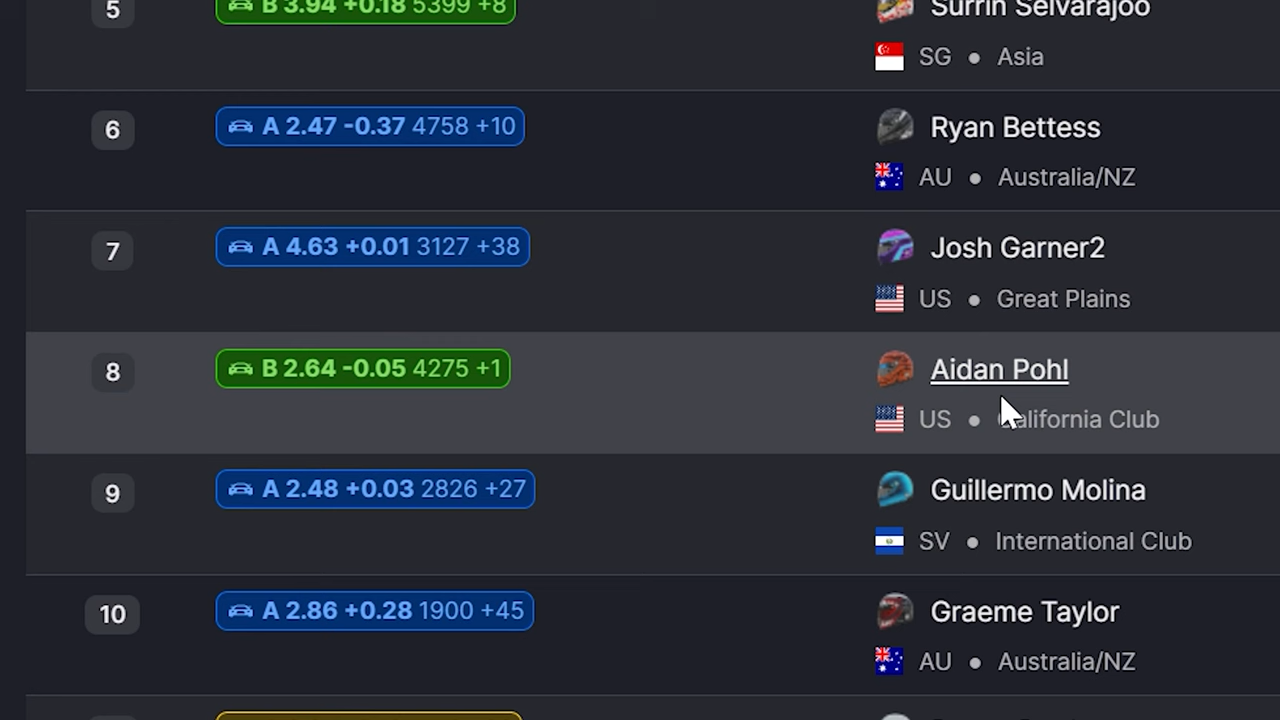 5
B 3.94 +0.18 5399 +8
Surrin Selvarajoo
SG ● Asia
6
A 2.47 -0.37 4758 +10
Ryan Bettess
AU ● Australia/NZ
7
A 4.63 +0.01 3127 +38
Josh Garner2
US ● Great Plains
8
B 2.64 -0.05 4275 +1
Aidan Pohl
US ● California Club
9
A 2.48 +0.03 2826 +27
Guillermo Molina
SV ● International Club
10
A 2.86 +0.28 1900 +45
Graeme Taylor
AU ● Australia/NZ